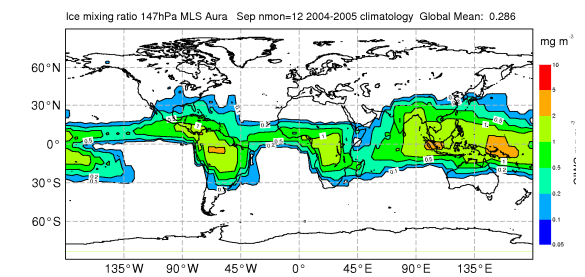 Ice mixing ratio 147hPa MLS Aura Sep nmon=12 2004-2005 climatology Global Mean: 0.286
mg m⁻³
60°N
30°N
0°
30°S
60°S
135°W 90°W 45°W 0° 45°E 90°E 135°E
10
5
2
1
0.5
0.2
0.1
0.05